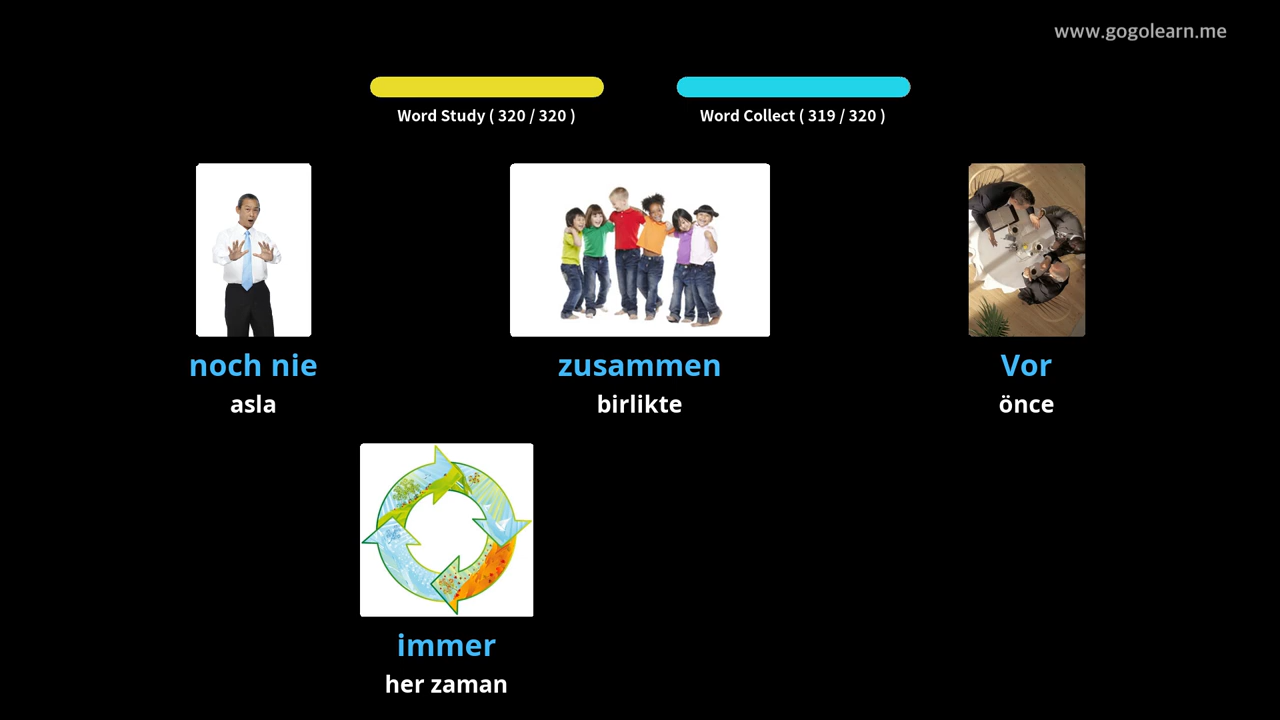 www.gogolearn.me
Word Study ( 320 / 320 )
Word Collect ( 319 / 320 )
noch nie
asla
zusammen
birlikte
Vor
önce
immer
her zaman